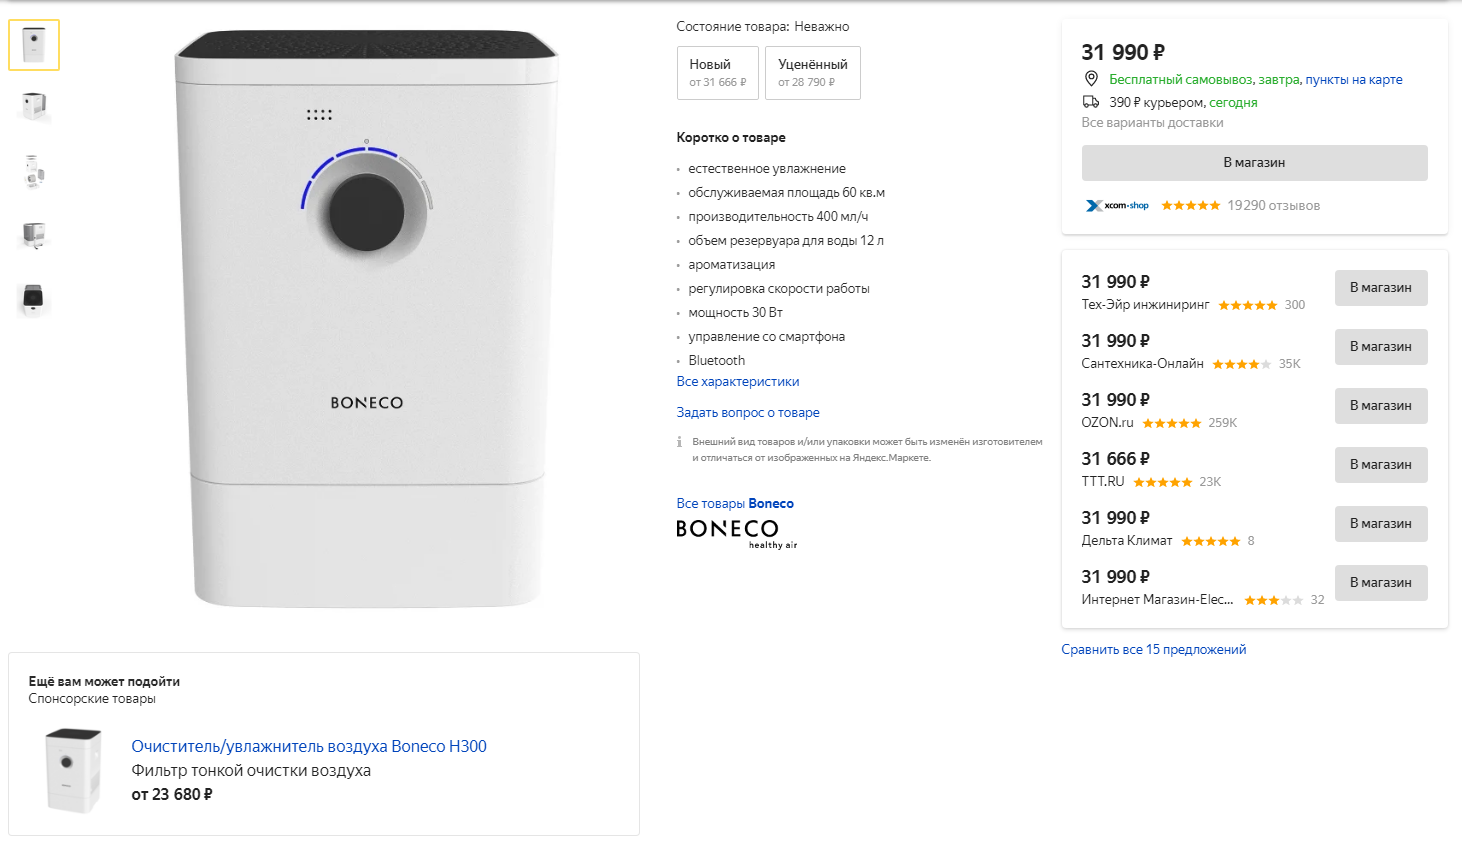 BONECO
Состояние товара: Неважно
Новый
от 31 666 ₽
Уценённый
от 28 790 ₽
Коротко о товаре
естественное увлажнение
обслуживаемая площадь 60 кв.м
производительность 400 мл/ч
объем резервуара для воды 12 л
ароматизация
регулировка скорости работы
мощность 30 Вт
управление со смартфона
Bluetooth
Все характеристики
Задать вопрос о товаре
Внешний вид товаров и/или упаковки может быть изменён изготовителем
и отличаться от изображенных на Яндекс.Маркете.
Все товары Boneco
BONECO
healthy air
31 990 ₽
Бесплатный самовывоз, завтра, пункты на карте
390 ₽ курьером, сегодня
Все варианты доставки
В магазин
xcom-shop 19290 отзывов
31 990 ₽
Тех-Эйр инжиниринг 300
В магазин
31 990 ₽
Сантехника-Онлайн 35K
В магазин
31 990 ₽
OZON.ru 259K
В магазин
31 666 ₽
TTT.RU 23K
В магазин
31 990 ₽
Дельта Климат 8
В магазин
31 990 ₽
Интернет Магазин-Elec... 32
В магазин
Сравнить все 15 предложений
Ещё вам может подойти
Спонсорские товары
Очиститель/увлажнитель воздуха Boneco H300
Фильтр тонкой очистки воздуха
от 23 680 ₽